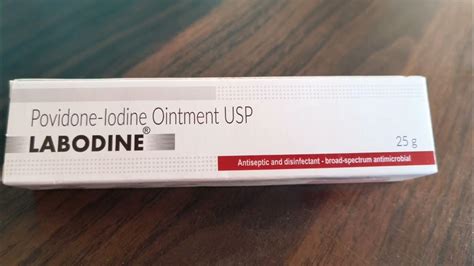 Povidone-Iodine Ointment USP
LABODINE®
25 g
Antiseptic and disinfectant - broad-spectrum antimicrobial